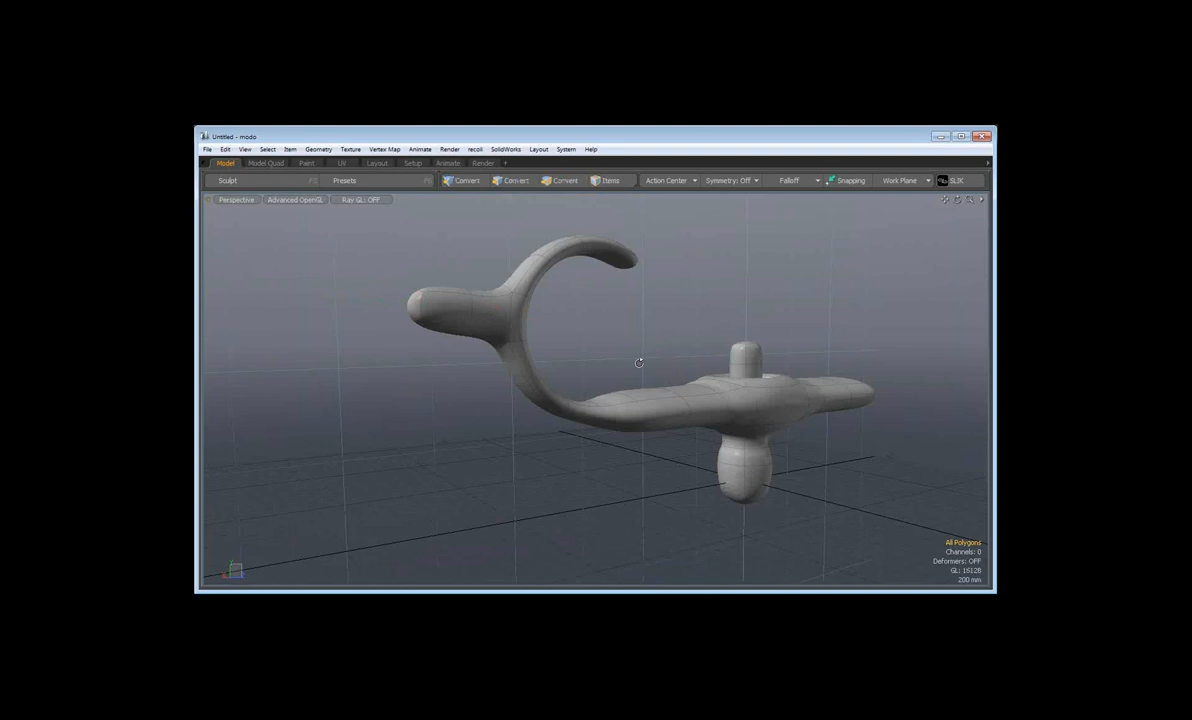 Untitled - modo
File Edit View Select Item Geometry Texture Vertex Map Animate Render recoil SolidWorks Layout System Help
Model Model Quad Paint UV Layout Setup Animate Render +
Sculpt Presets Convert Convert Convert Items Action Center Symmetry: Off Falloff Snapping Work Plane SLIK
Perspective Advanced OpenGL Ray GL: OFF
All Polygons
Channels: 0
Deformers: OFF
GL: 16128
200 mm